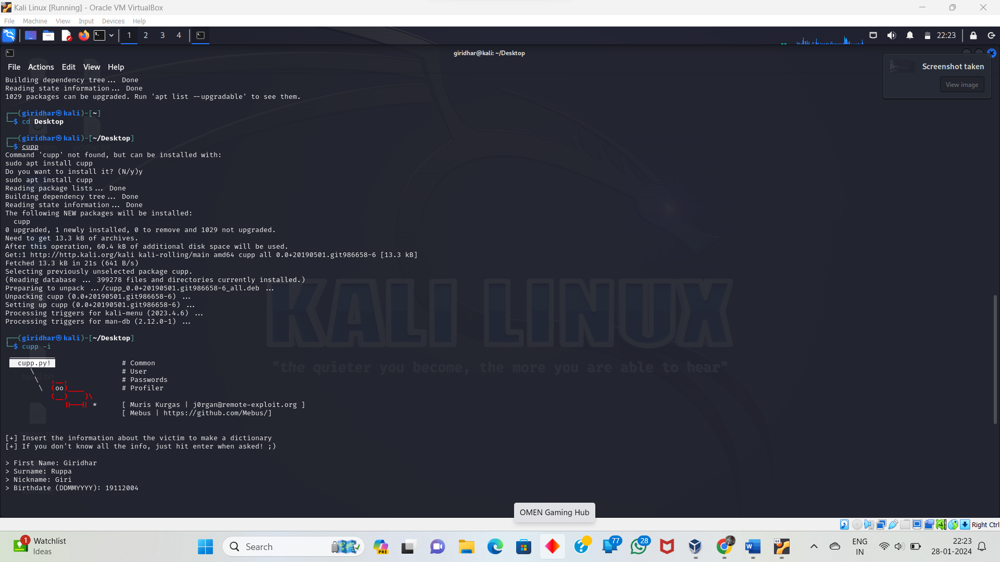 Kali Linux [Running] - Oracle VM VirtualBox
File Machine View Input Devices Help
1 2 3 4
22:23
giridhar@kali: ~/Desktop
File Actions Edit View Help
Screenshot taken
View image
Building dependency tree... Done
Reading state information... Done
1029 packages can be upgraded. Run 'apt list --upgradable' to see them.
┌──(giridhar㉿kali)-[~]
└─$ cd Desktop
┌──(giridhar㉿kali)-[~/Desktop]
└─$ cupp
giridhar.txt
Command 'cupp' not found, but can be installed with:
sudo apt install cupp
Do you want to install it? (N/y)y
sudo apt install cupp
Reading package lists... Done
Building dependency tree... Done
Reading state information... Done
The following NEW packages will be installed:
  cupp
0 upgraded, 1 newly installed, 0 to remove and 1029 not upgraded.
Need to get 13.3 kB of archives.
After this operation, 60.4 kB of additional disk space will be used.
Get:1 http://http.kali.org/kali kali-rolling/main amd64 cupp all 0.0+20190501.git986658-6 [13.3 kB]
Fetched 13.3 kB in 21s (641 B/s)
Selecting previously unselected package cupp.
(Reading database ... 399278 files and directories currently installed.)
Preparing to unpack .../cupp_0.0+20190501.git986658-6_all.deb ...
Unpacking cupp (0.0+20190501.git986658-6) ...
Setting up cupp (0.0+20190501.git986658-6) ...
Processing triggers for kali-menu (2023.4.6) ...
Processing triggers for man-db (2.12.0-1) ...
KALI LINUX
"the quieter you become, the more you are able to hear"
┌──(giridhar㉿kali)-[~/Desktop]
└─$ cupp -i
cupp.py! # Common
\ # User
\ ,__, # Passwords
\ (oo)____ # Profiler
(__) )\
||--|| * [ Muris Kurgas | j0rgan@remote-exploit.org ]
[ Mebus | https://github.com/Mebus/]
[+] Insert the information about the victim to make a dictionary
[+] If you don't know all the info, just hit enter when asked! ;)
> First Name: Giridhar
> Surname: Ruppa
> Nickname: Giri
> Birthdate (DDMMYYYY): 19112004
OMEN Gaming Hub
Right Ctrl
1
Watchlist
Ideas
Search
PRE
77
28
64
ENG
IN
22:23
28-01-2024